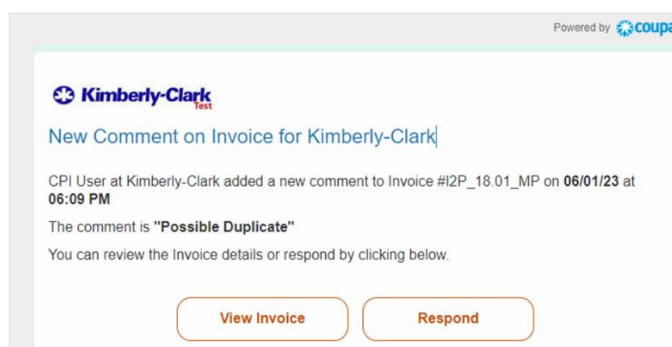 Powered by coupa
Kimberly-Clark
Test
New Comment on Invoice for Kimberly-Clark
CPI User at Kimberly-Clark added a new comment to Invoice #I2P_18.01_MP on 06/01/23 at
06:09 PM
The comment is "Possible Duplicate"
You can review the Invoice details or respond by clicking below.
View Invoice Respond